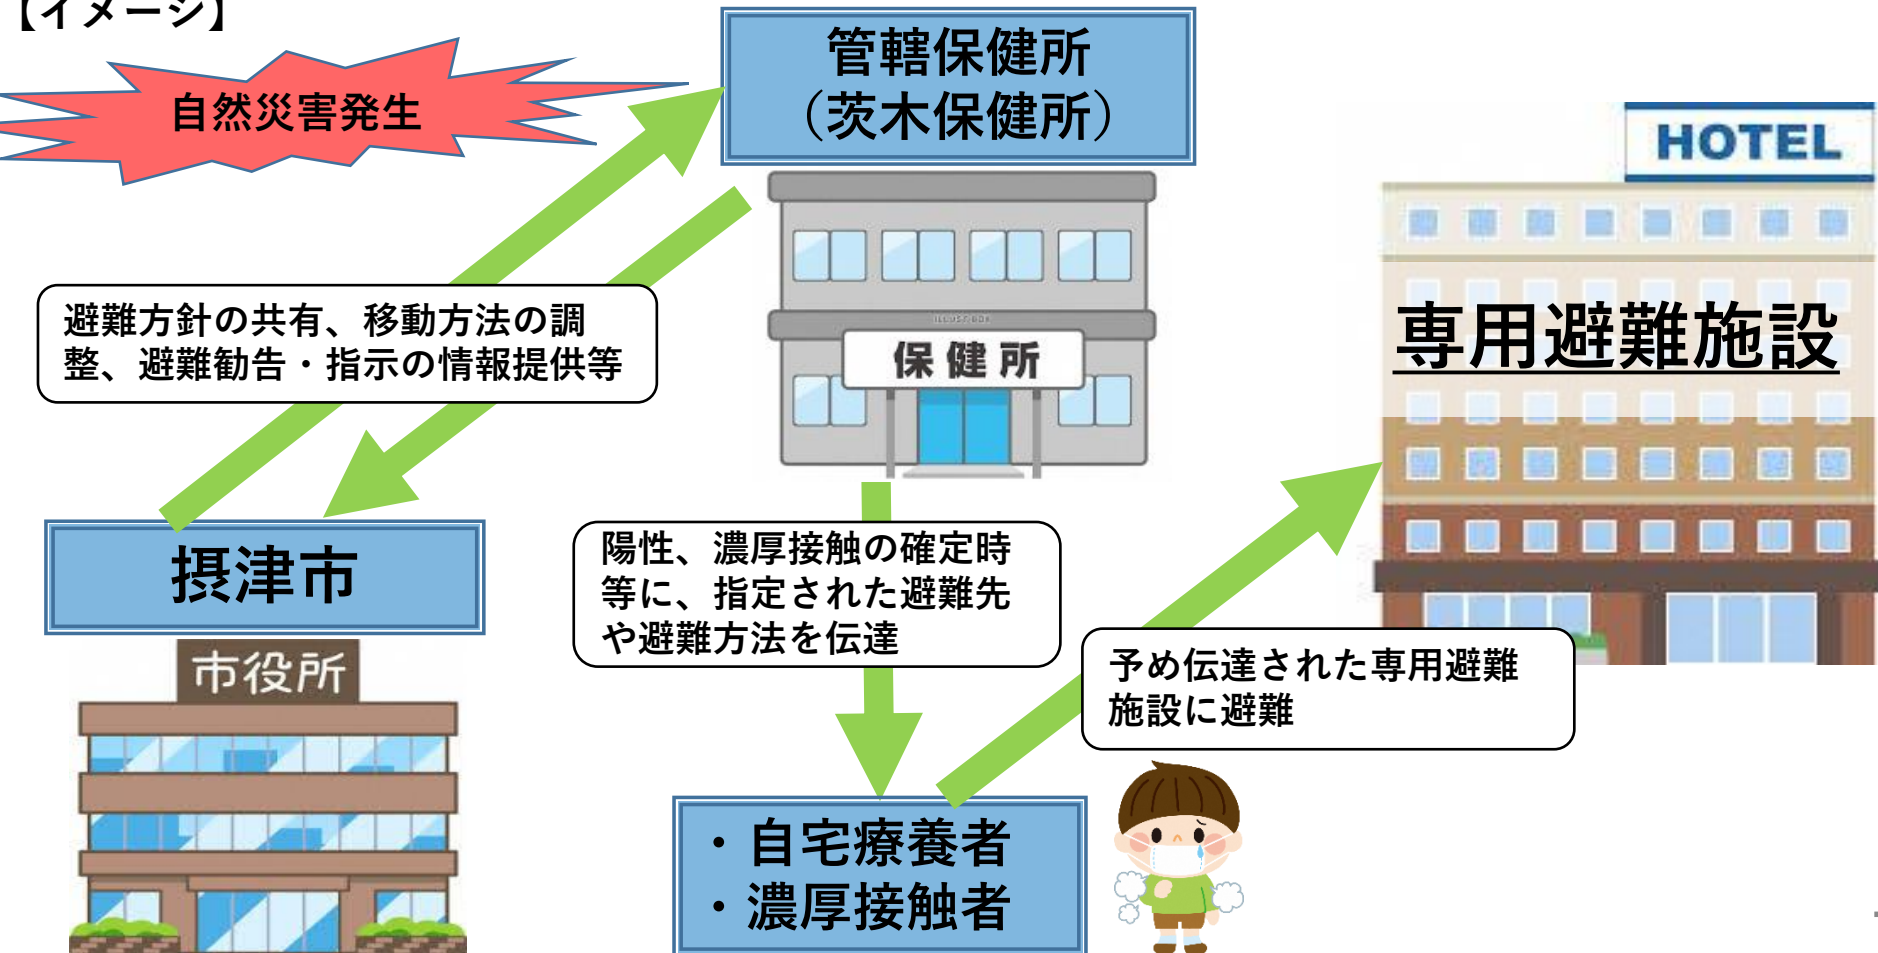 【イメージ】
自然災害発生
管轄保健所
（茨木保健所）
HOTEL
避難方針の共有、移動方法の調
整、避難勧告・指示の情報提供等
ILLUST BOX
保健所
専用避難施設
摂津市
陽性、濃厚接触の確定時
等に、指定された避難先
や避難方法を伝達
市役所
予め伝達された専用避難
施設に避難
・自宅療養者
・濃厚接触者